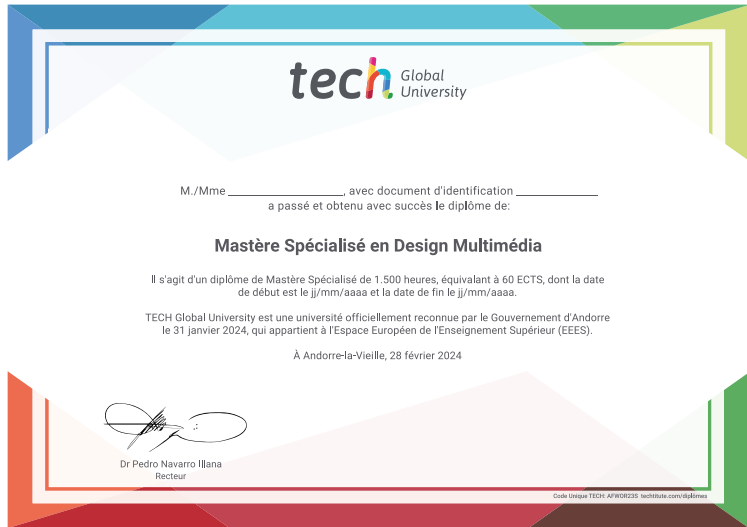 tech Global University
M./Mme ____________________, avec document d'identification ______________
a passé et obtenu avec succès le diplôme de:
Mastère Spécialisé en Design Multimédia
Il s'agit d'un diplôme de Mastère Spécialisé de 1.500 heures, équivalant à 60 ECTS, dont la date
de début est le jj/mm/aaaa et la date de fin le jj/mm/aaaa.
TECH Global University est une université officiellement reconnue par le Gouvernement d'Andorre
le 31 janvier 2024, qui appartient à l'Espace Européen de l'Enseignement Supérieur (EEES).
À Andorre-la-Vieille, 28 février 2024
Dr Pedro Navarro Illana
Recteur
Code Unique TECH: AFWOR23S techtitute.com/diplômes